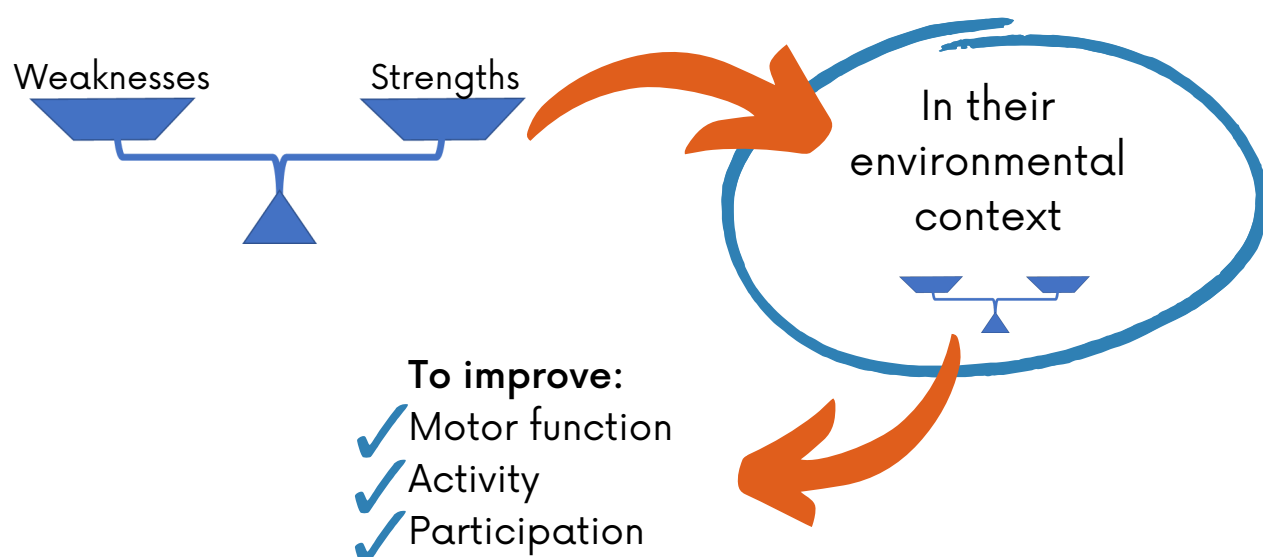 Weaknesses
Strengths
In their
environmental
context
To improve:
Motor function
Activity
Participation